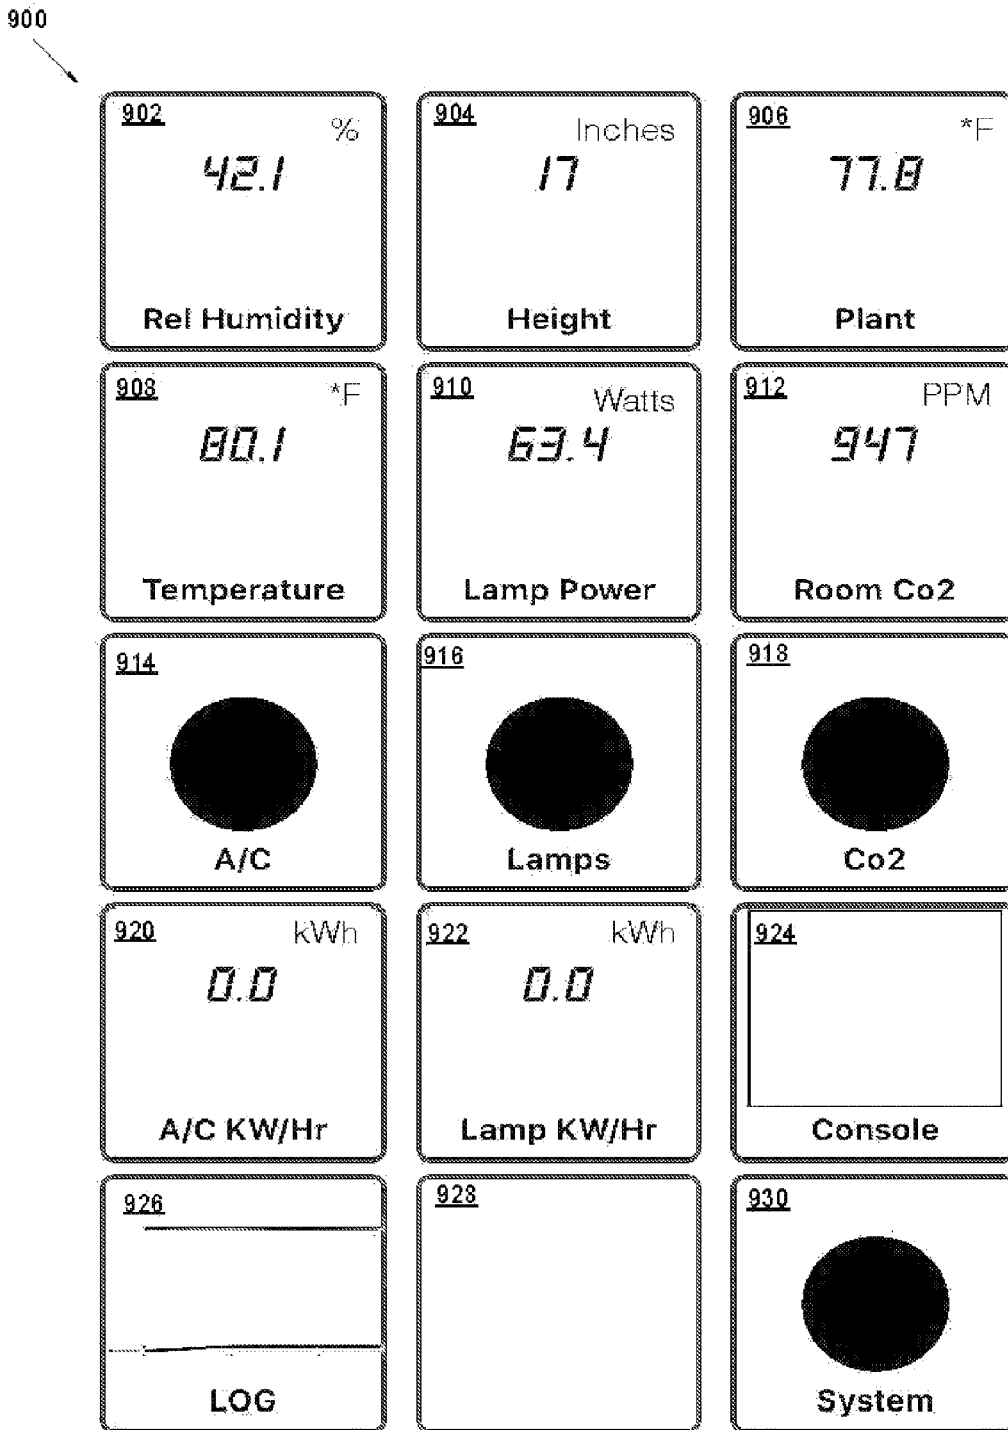 900
902 %
42.1
Rel Humidity
904 Inches
17
Height
906 *F
77.8
Plant
908 *F
80.1
Temperature
910 Watts
63.4
Lamp Power
912 PPM
947
Room Co2
914
A/C
916
Lamps
918
Co2
920 kWh
0.0
A/C KW/Hr
922 kWh
0.0
Lamp KW/Hr
924
Console
926
LOG
928
930
System